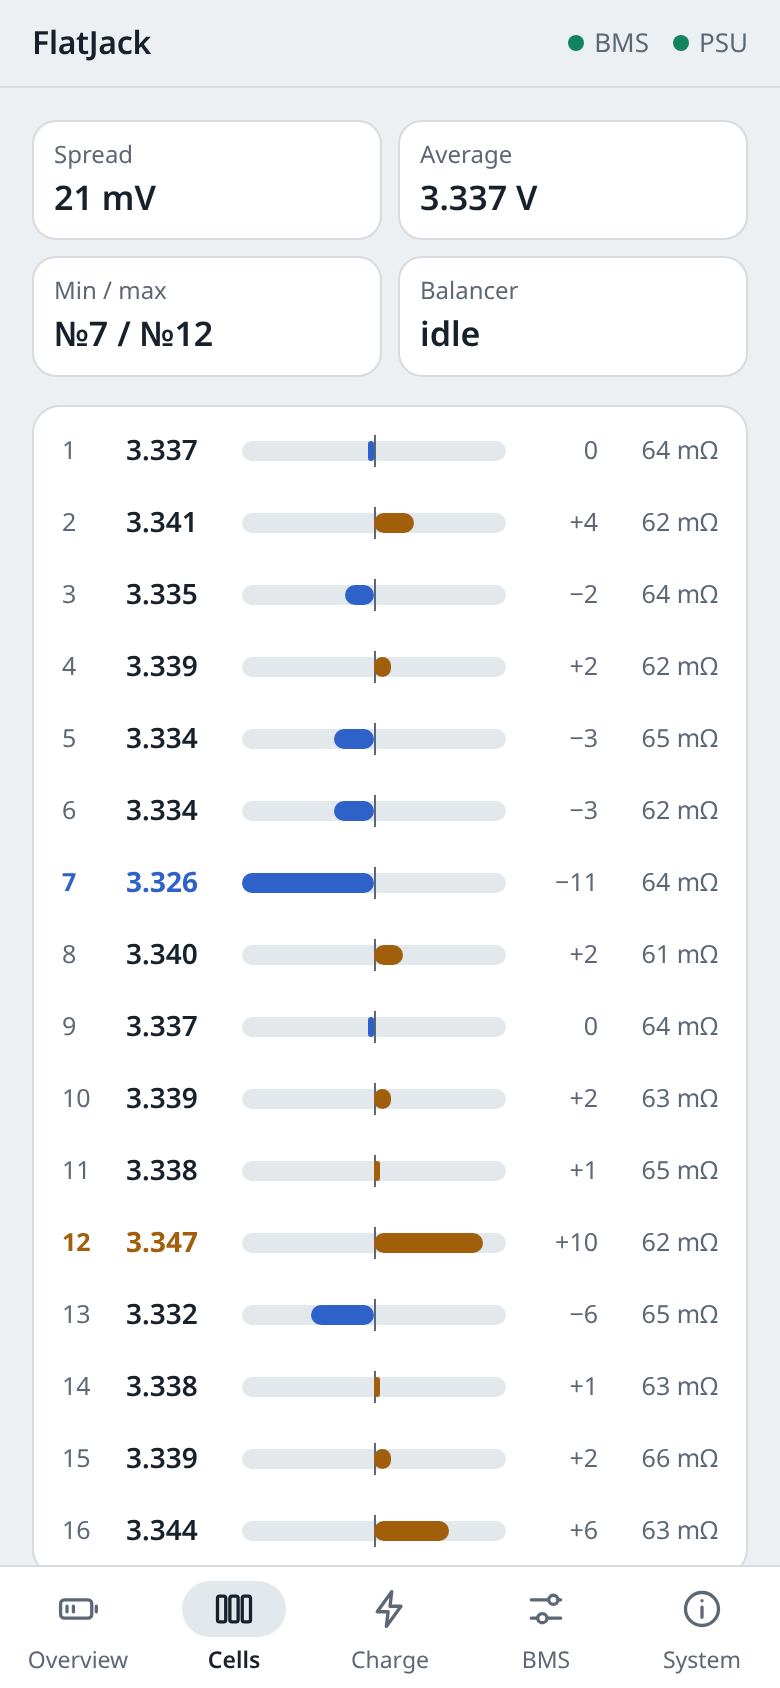 FlatJack BMS PSU
Spread Average
21 mV 3.337 V
Min / max Balancer
№7 / №12 idle
1 3.337 0 64 mΩ
2 3.341 +4 62 mΩ
3 3.335 −2 64 mΩ
4 3.339 +2 62 mΩ
5 3.334 −3 65 mΩ
6 3.334 −3 62 mΩ
7 3.326 −11 64 mΩ
8 3.340 +2 61 mΩ
9 3.337 0 64 mΩ
10 3.339 +2 63 mΩ
11 3.338 +1 65 mΩ
12 3.347 +10 62 mΩ
13 3.332 −6 65 mΩ
14 3.338 +1 63 mΩ
15 3.339 +2 66 mΩ
16 3.344 +6 63 mΩ
Overview Cells Charge BMS System